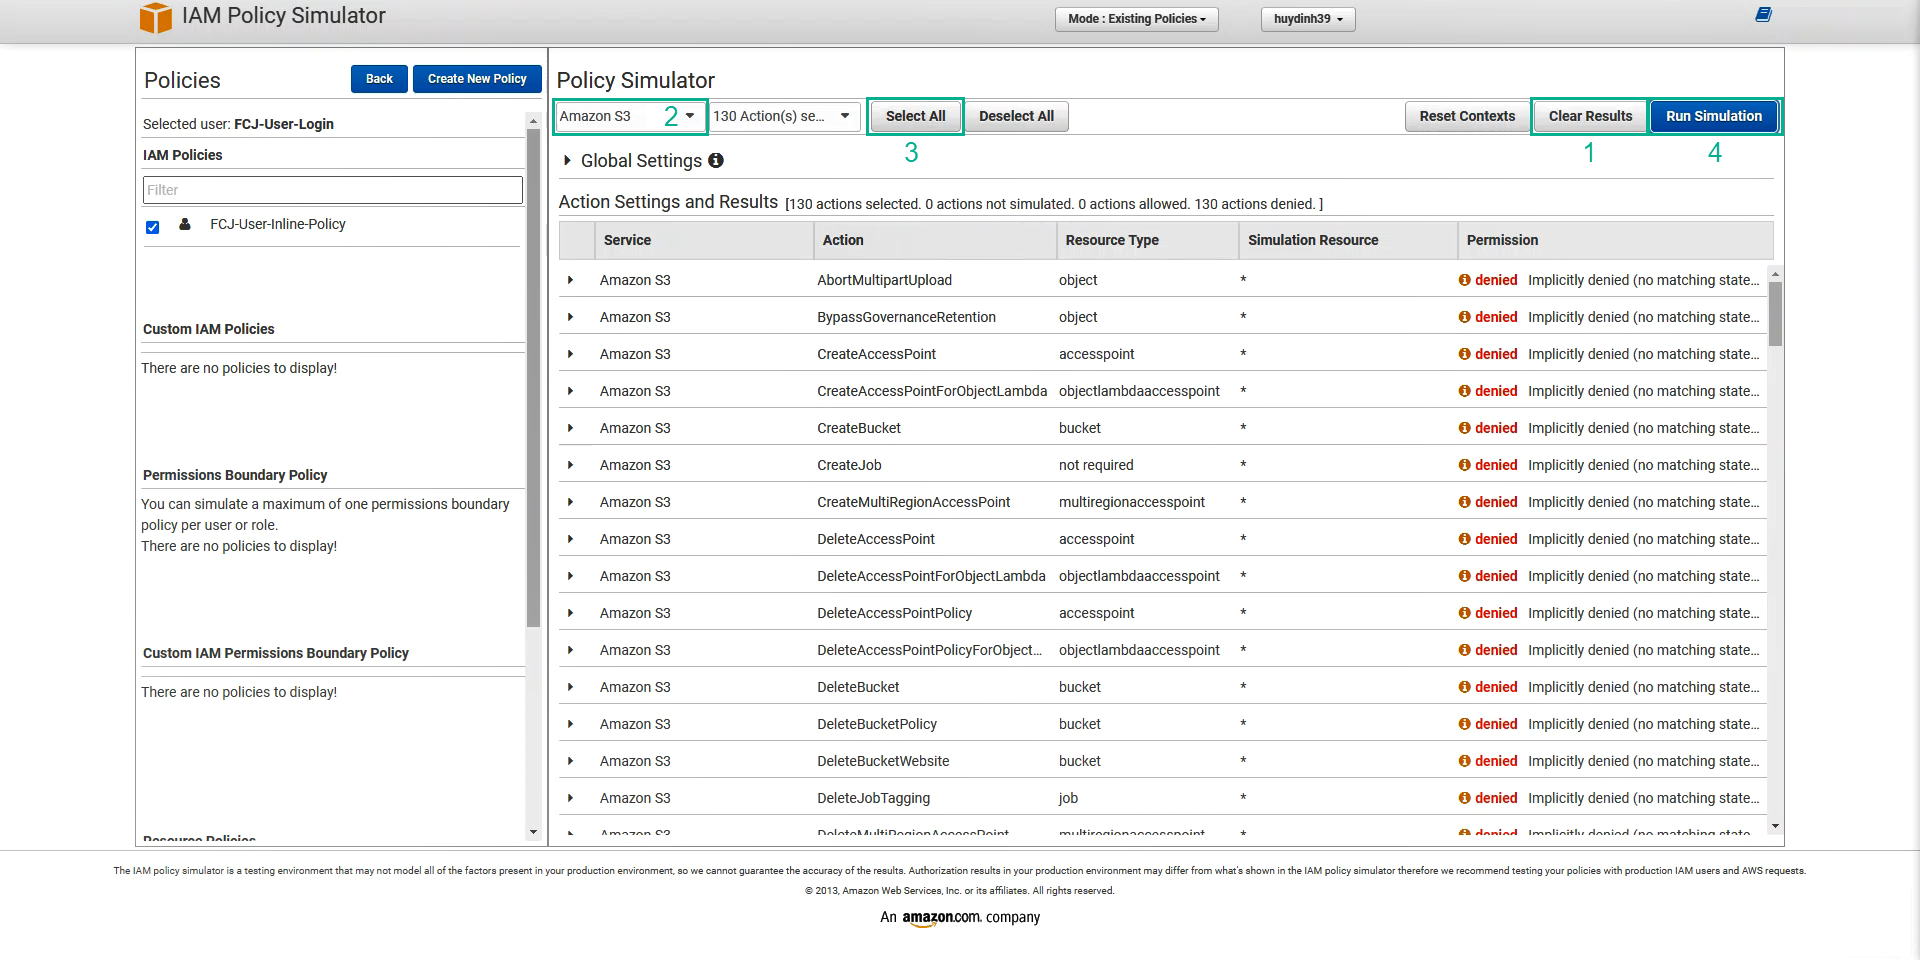 IAM Policy Simulator
Mode : Existing Policies
huydinh39
Policies
Back
Create New Policy
Selected user: FCJ-User-Login
IAM Policies
Filter
FCJ-User-Inline-Policy
Custom IAM Policies
There are no policies to display!
Permissions Boundary Policy
You can simulate a maximum of one permissions boundary
policy per user or role.
There are no policies to display!
Custom IAM Permissions Boundary Policy
There are no policies to display!
Resource Policies
Policy Simulator
Amazon S3 2
130 Action(s) se...
Select All
Deselect All
Reset Contexts
Clear Results
Run Simulation
3
1
4
Global Settings
Action Settings and Results [130 actions selected. 0 actions not simulated. 0 actions allowed. 130 actions denied. ]
Service Action Resource Type Simulation Resource Permission
Amazon S3 AbortMultipartUpload object * denied Implicitly denied (no matching state...
Amazon S3 BypassGovernanceRetention object * denied Implicitly denied (no matching state...
Amazon S3 CreateAccessPoint accesspoint * denied Implicitly denied (no matching state...
Amazon S3 CreateAccessPointForObjectLambda objectlambdaaccesspoint * denied Implicitly denied (no matching state...
Amazon S3 CreateBucket bucket * denied Implicitly denied (no matching state...
Amazon S3 CreateJob not required * denied Implicitly denied (no matching state...
Amazon S3 CreateMultiRegionAccessPoint multiregionaccesspoint * denied Implicitly denied (no matching state...
Amazon S3 DeleteAccessPoint accesspoint * denied Implicitly denied (no matching state...
Amazon S3 DeleteAccessPointForObjectLambda objectlambdaaccesspoint * denied Implicitly denied (no matching state...
Amazon S3 DeleteAccessPointPolicy accesspoint * denied Implicitly denied (no matching state...
Amazon S3 DeleteAccessPointPolicyForObject... objectlambdaaccesspoint * denied Implicitly denied (no matching state...
Amazon S3 DeleteBucket bucket * denied Implicitly denied (no matching state...
Amazon S3 DeleteBucketPolicy bucket * denied Implicitly denied (no matching state...
Amazon S3 DeleteBucketWebsite bucket * denied Implicitly denied (no matching state...
Amazon S3 DeleteJobTagging job * denied Implicitly denied (no matching state...
Amazon S3 DeleteMultiRegionAccessPoint multiregionaccesspoint * denied Implicitly denied (no matching state...
The IAM policy simulator is a testing environment that may not model all of the factors present in your production environment, so we cannot guarantee the accuracy of the results. Authorization results in your production environment may differ from what's shown in the IAM policy simulator therefore we recommend testing your policies with production IAM users and AWS requests.
© 2013, Amazon Web Services, Inc. or its affiliates. All rights reserved.
An amazon.com. company